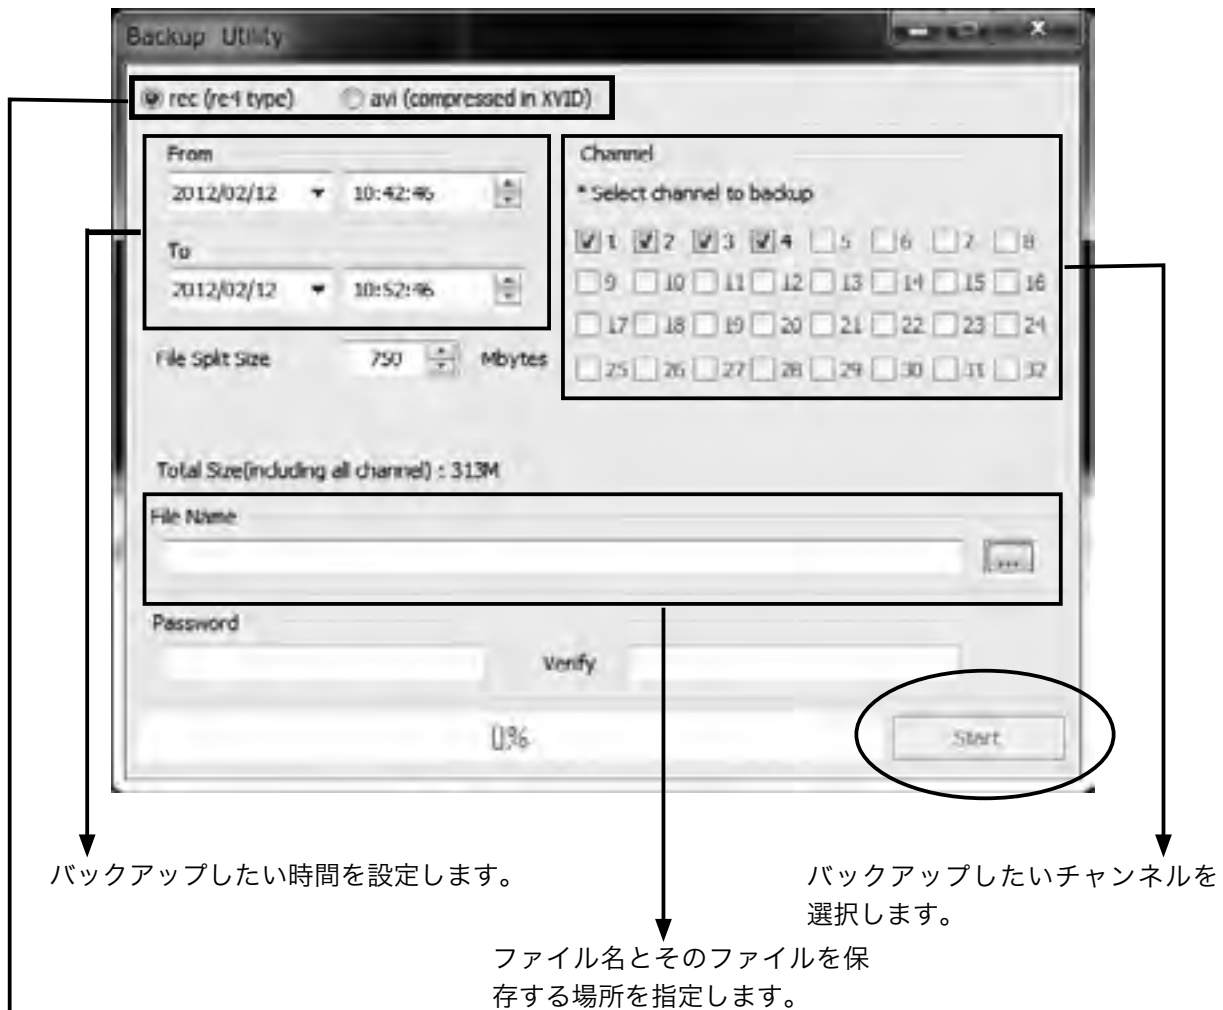 Backup Utility
rec (re4 type) avi (compressed in XVID)
From
2012/02/12 10:42:46
To
2012/02/12 10:52:46
File Split Size 750 Mbytes
Channel
* Select channel to backup
1 2 3 4 5 6 7 8
9 10 11 12 13 14 15 16
17 18 19 20 21 22 23 24
25 26 27 28 29 30 31 32
Total Size(including all channel) : 313M
File Name
...
Password
Verify
0%
Start
バックアップしたい時間を設定します。
バックアップしたいチャンネルを
選択します。
ファイル名とそのファイルを保
存する場所を指定します。